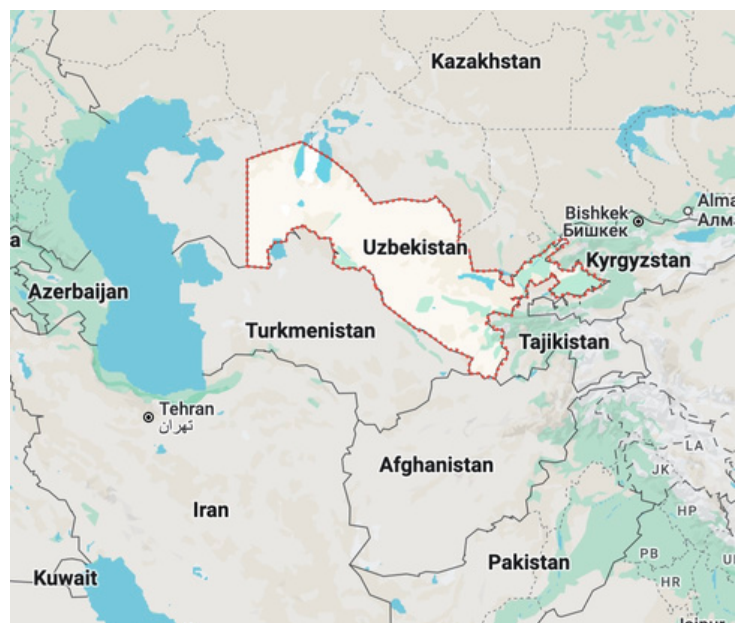 Kazakhstan
Alma
Алм
Bishkek
Бишкек
a
Uzbekistan
Kyrgyzstan
Azerbaijan
Turkmenistan
Tajikistan
Tehran
تهران
LA
Afghanistan
JK
Iran
HP
PB
Pakistan
U
Kuwait
HR